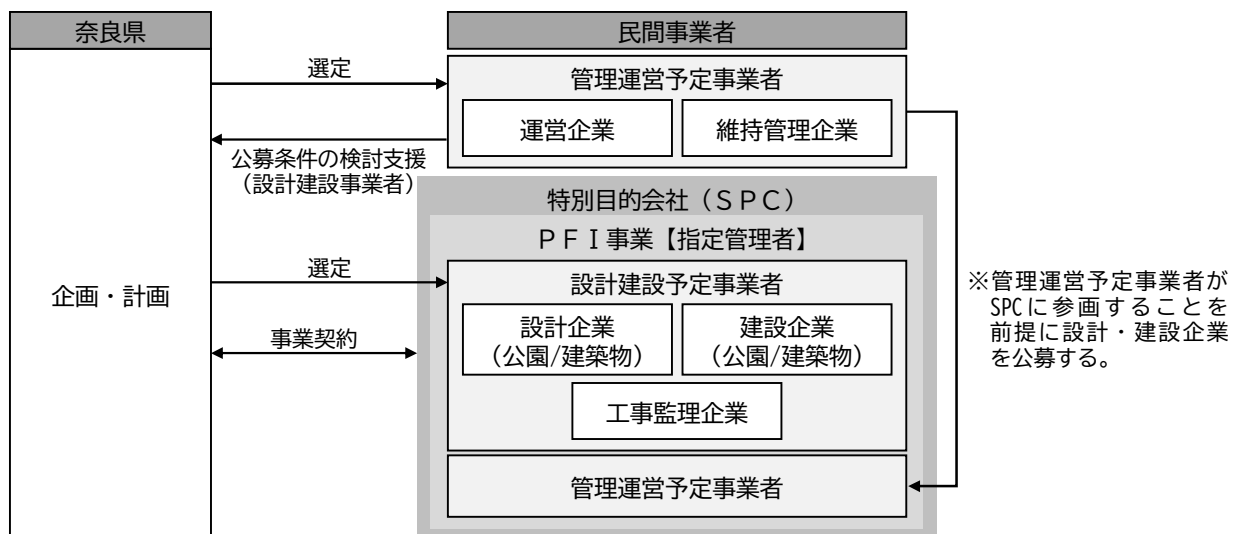 奈良県
民間事業者
選定
管理運営予定事業者
運営企業
維持管理企業
公募条件の検討支援
（設計建設事業者）
特別目的会社（ＳＰＣ）
ＰＦＩ事業【指定管理者】
選定
設計建設予定事業者
企画・計画
設計企業
（公園/建築物）
建設企業
（公園/建築物）
事業契約
工事監理企業
管理運営予定事業者
※管理運営予定事業者が
SPCに参画することを
前提に設計・建設企業
を公募する。